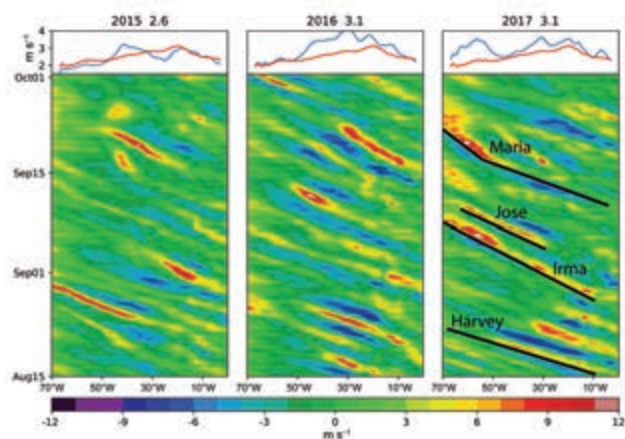 2015 2.6
2016 3.1
2017 3.1
4
3
2
m s⁻¹
Oct01
Sep15
Sep01
Aug15
Maria
Jose
Irma
Harvey
70°W 50°W 30°W 10°W
70°W 50°W 30°W 10°W
70°W 50°W 30°W 10°W
-12 -9 -6 -3 0 3 6 9 12
m s⁻¹